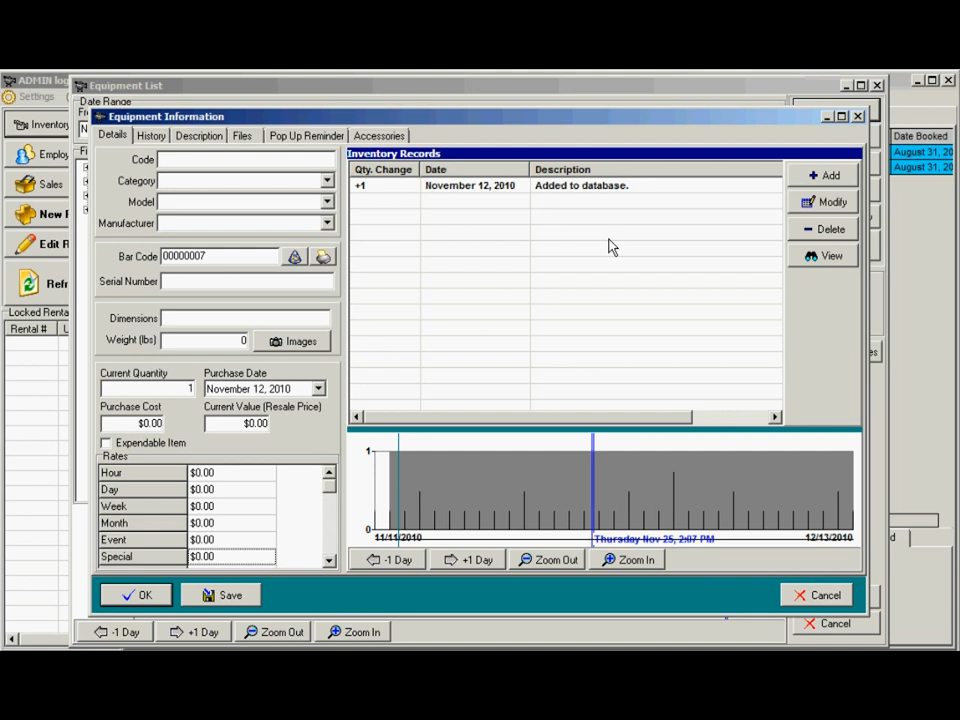 ADMIN log
Equipment List
Settings
Date Range
Equipment Information
Inventory
Details History Description Files Pop Up Reminder Accessories
Code
Category
Model
Manufacturer
Bar Code 00000007
Serial Number
Dimensions
Weight (lbs) 0 Images
Current Quantity Purchase Date
1 November 12, 2010
Purchase Cost Current Value (Resale Price)
$0.00 $0.00
Expendable Item
Rates
Hour $0.00
Day $0.00
Week $0.00
Month $0.00
Event $0.00
Special $0.00
Inventory Records
Qty. Change Date Description
+1 November 12, 2010 Added to database.
Add
Modify
Delete
View
1
0
11/11/2010 Thursday Nov 25, 2:07 PM 12/13/2010
-1 Day +1 Day Zoom Out Zoom In
OK Save Cancel
-1 Day +1 Day Zoom Out Zoom In Cancel
Employ
Sales
New R
Edit R
Refr
Locked Renta
Rental #
Date Booked
August 31, 20
August 31, 20